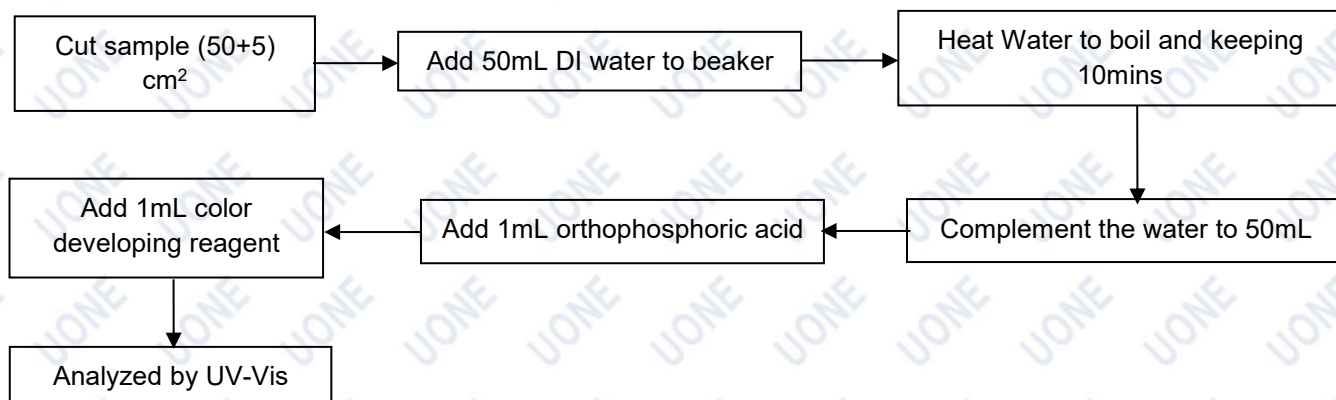 Cut sample (50+5)
cm²
Add 50mL DI water to beaker
Heat Water to boil and keeping
10mins
Complement the water to 50mL
Add 1mL orthophosphoric acid
Add 1mL color
developing reagent
Analyzed by UV-Vis
UONE